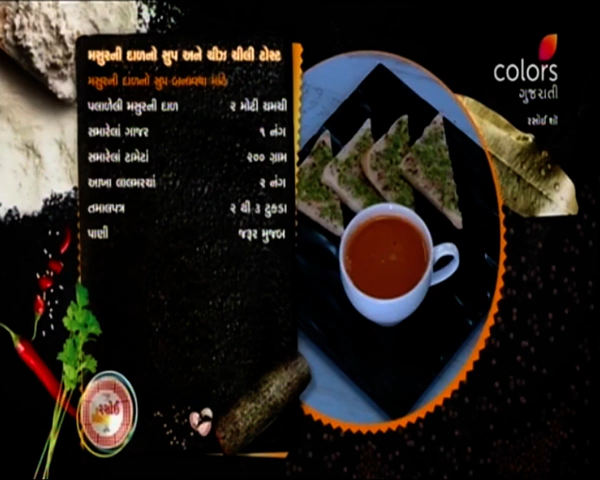 મસુરની દાળનો સુપ અને ચીઝ ચીલી ટોસ્ટ
મસુરની દાળનો સુપ બનાવવા માટે
પલાળેલી મસુરની દાળ ૨ મોટી ચમચી
સમારેલાં ગાજર ૧ નંગ
સમારેલાં ટામેટાં ૨૦૦ ગ્રામ
આખા લાલમરચાં ૨ નંગ
તમાલપત્ર ૨ થી ૩ ટુકડા
પાણી જરૂર મુજબ
colors
ગુજરાતી
રસોઈ શૉ
રસોઈ